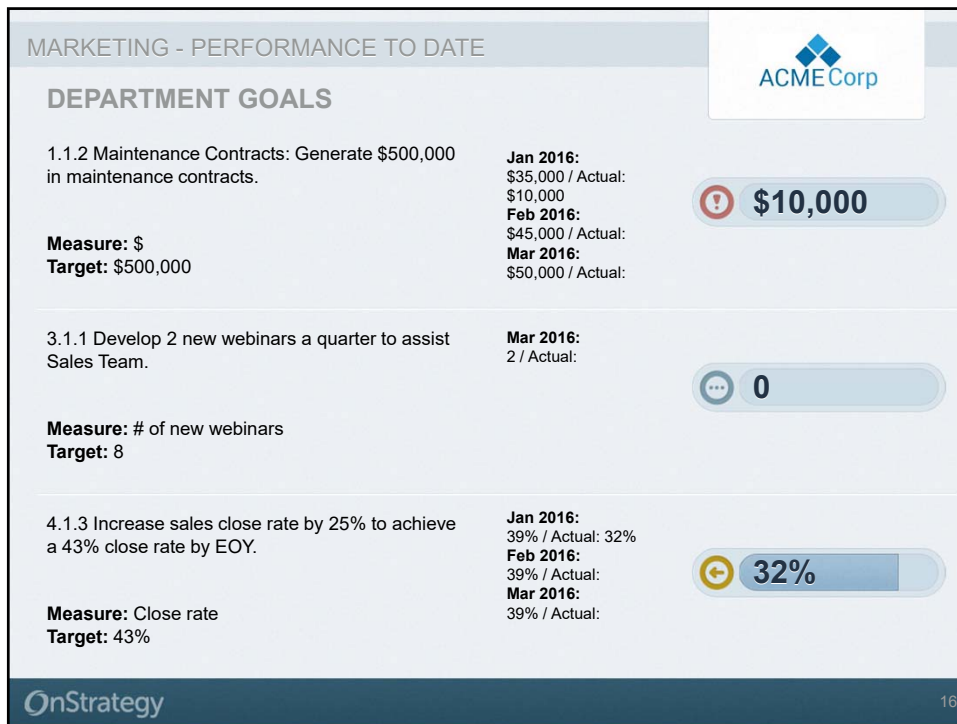 MARKETING - PERFORMANCE TO DATE
ACME Corp
DEPARTMENT GOALS
1.1.2 Maintenance Contracts: Generate $500,000
in maintenance contracts.
Measure: $
Target: $500,000
Jan 2016:
$35,000 / Actual:
$10,000
Feb 2016:
$45,000 / Actual:
Mar 2016:
$50,000 / Actual:
$10,000
3.1.1 Develop 2 new webinars a quarter to assist
Sales Team.
Measure: # of new webinars
Target: 8
Mar 2016:
2 / Actual:
0
4.1.3 Increase sales close rate by 25% to achieve
a 43% close rate by EOY.
Measure: Close rate
Target: 43%
Jan 2016:
39% / Actual: 32%
Feb 2016:
39% / Actual:
Mar 2016:
39% / Actual:
32%
OnStrategy
16